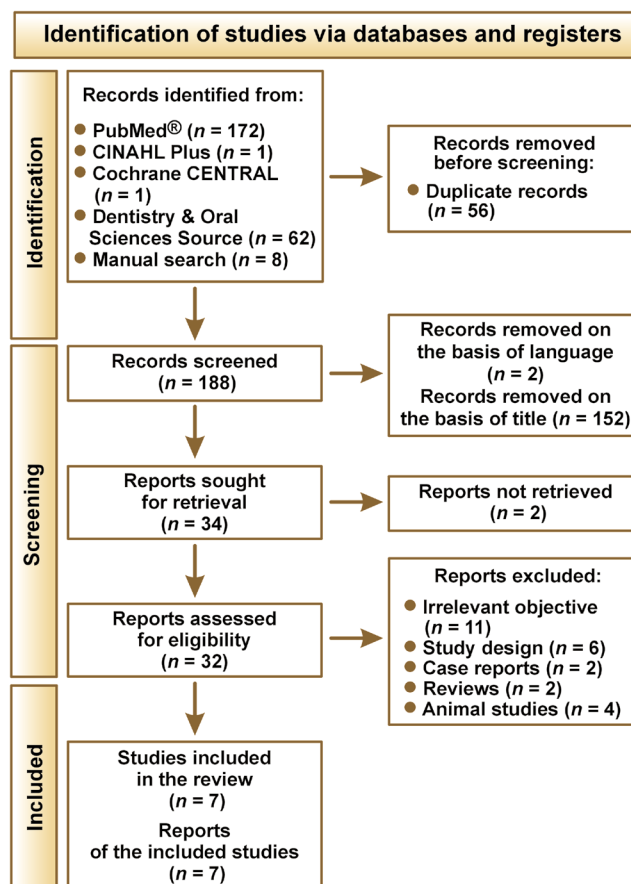 Identification of studies via databases and registers
Identification
Records identified from:
● PubMed® (n = 172)
● CINAHL Plus (n = 1)
● Cochrane CENTRAL
(n = 1)
● Dentistry & Oral
Sciences Source (n = 62)
● Manual search (n = 8)
Records removed
before screening:
● Duplicate records
(n = 56)
Screening
Records screened
(n = 188)
Records removed on
the basis of language
(n = 2)
Records removed on
the basis of title (n = 152)
Reports sought
for retrieval
(n = 34)
Reports not retrieved
(n = 2)
Reports assessed
for eligibility
(n = 32)
Reports excluded:
● Irrelevant objective
(n = 11)
● Study design (n = 6)
● Case reports (n = 2)
● Reviews (n = 2)
● Animal studies (n = 4)
Included
Studies included
in the review
(n = 7)
Reports
of the included studies
(n = 7)